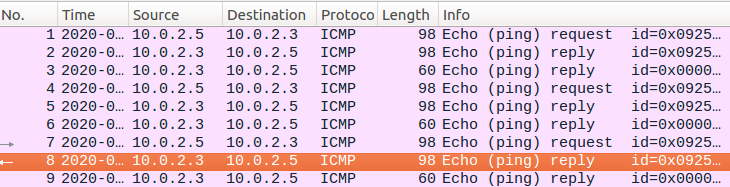 No. Time Source Destination Protoco Length Info
1 2020-0… 10.0.2.5 10.0.2.3 ICMP 98 Echo (ping) request id=0x0925…
2 2020-0… 10.0.2.3 10.0.2.5 ICMP 98 Echo (ping) reply id=0x0925…
3 2020-0… 10.0.2.3 10.0.2.5 ICMP 60 Echo (ping) reply id=0x0000…
4 2020-0… 10.0.2.5 10.0.2.3 ICMP 98 Echo (ping) request id=0x0925…
5 2020-0… 10.0.2.3 10.0.2.5 ICMP 98 Echo (ping) reply id=0x0925…
6 2020-0… 10.0.2.3 10.0.2.5 ICMP 60 Echo (ping) reply id=0x0000…
7 2020-0… 10.0.2.5 10.0.2.3 ICMP 98 Echo (ping) request id=0x0925…
8 2020-0… 10.0.2.3 10.0.2.5 ICMP 98 Echo (ping) reply id=0x0925…
9 2020-0… 10.0.2.3 10.0.2.5 ICMP 60 Echo (ping) reply id=0x0000…